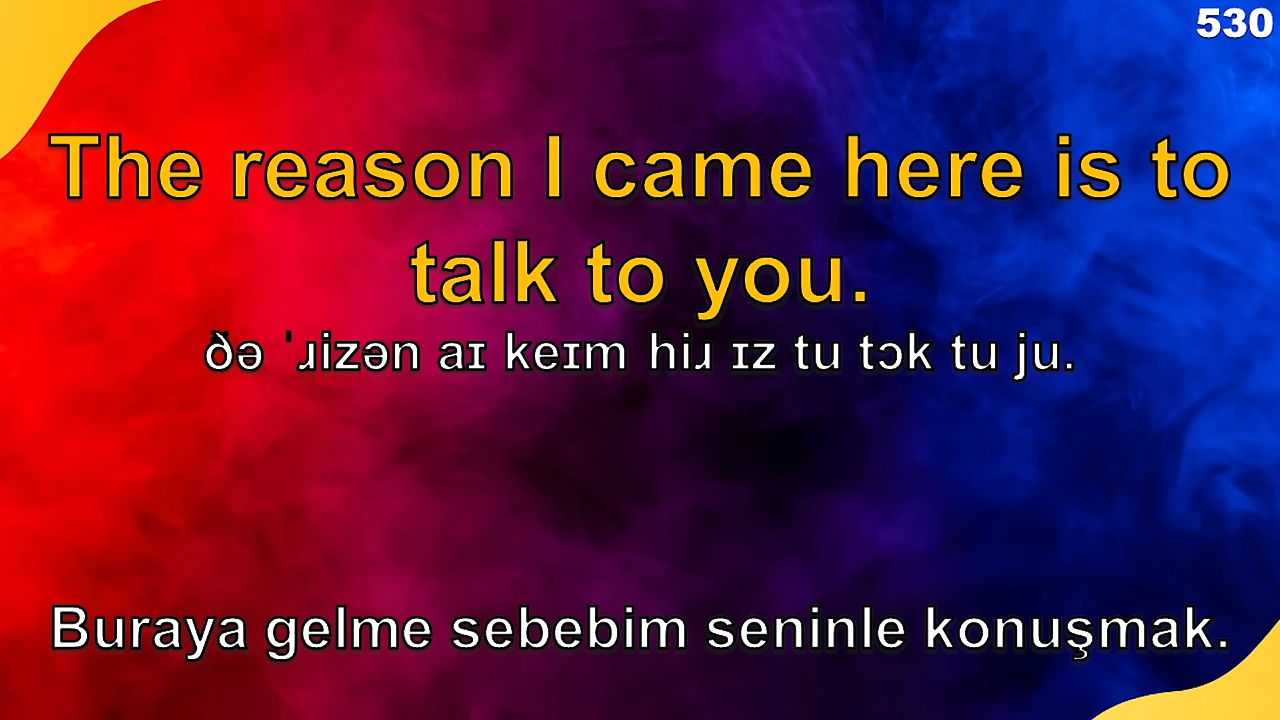 530
The reason I came here is to
talk to you.
ðə ˈɹizən aɪ keɪm hiɹ ɪz tu tɔk tu ju.
Buraya gelme sebebim seninle konuşmak.